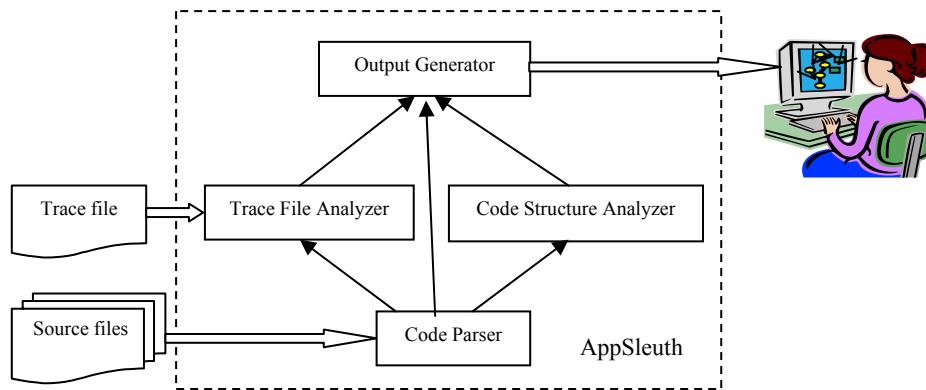 Output Generator
Trace file
Trace File Analyzer
Code Structure Analyzer
Source files
Code Parser
AppSleuth